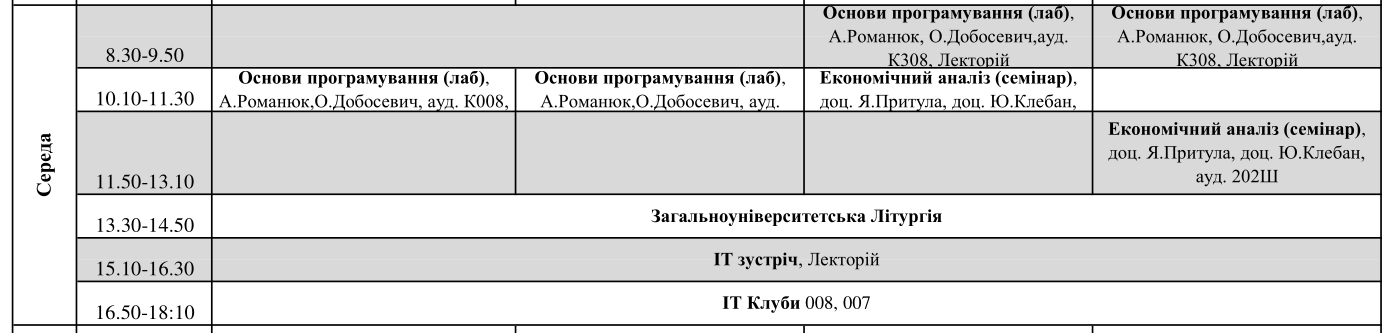 Середа
8.30-9.50
Основи програмування (лаб),
А.Романюк, О.Добосевич,ауд.
К308, Лекторій
Основи програмування (лаб),
А.Романюк, О.Добосевич,ауд.
К308, Лекторій
10.10-11.30
Основи програмування (лаб),
А.Романюк,О.Добосевич, ауд. К008,
Основи програмування (лаб),
А.Романюк,О.Добосевич, ауд.
Економічний аналіз (семінар),
доц. Я.Притула, доц. Ю.Клебан,
11.50-13.10
Економічний аналіз (семінар),
доц. Я.Притула, доц. Ю.Клебан,
ауд. 202Ш
13.30-14.50
Загальноуніверситетська Літургія
15.10-16.30
ІТ зустріч, Лекторій
16.50-18:10
ІТ Клуби 008, 007